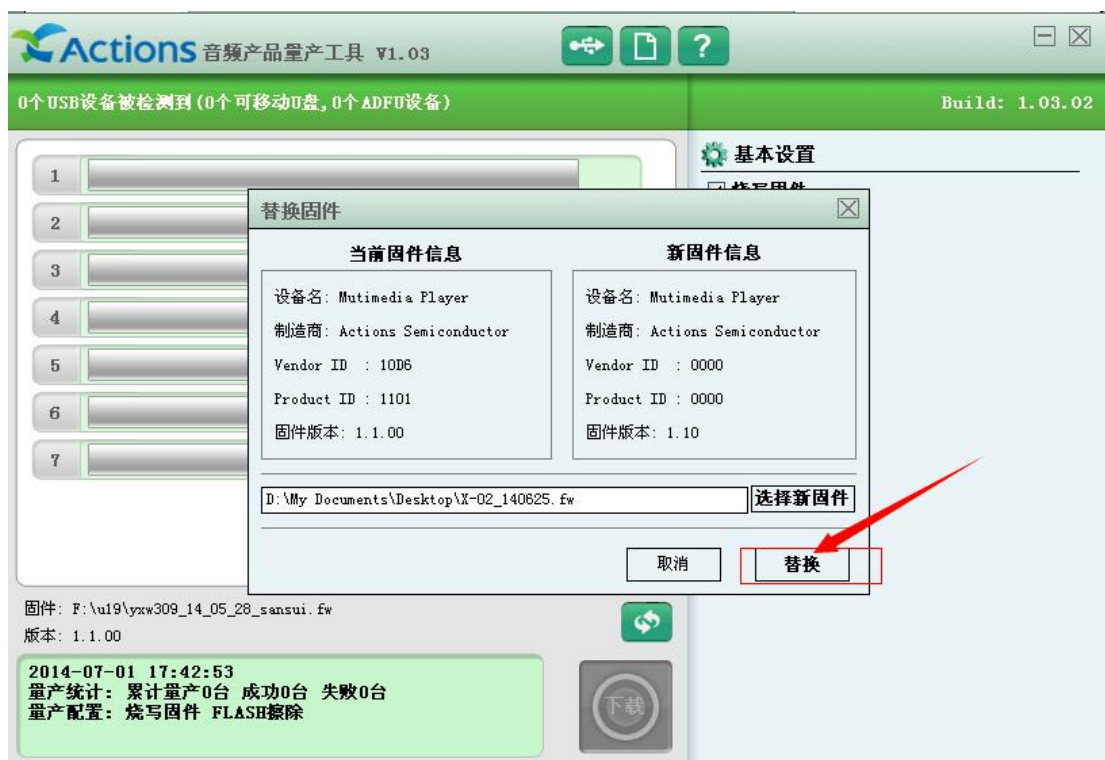 Actions 音频产品量产工具 V1.03
0个USB设备被检测到(0个可移动U盘,0个ADFU设备)
Build: 1.03.02
基本设置
烧写固件
1
2
3
4
5
6
7
替换固件
当前固件信息
设备名: Mutimedia Player
制造商: Actions Semiconductor
Vendor ID : 10D6
Product ID : 1101
固件版本: 1.1.00
新固件信息
设备名: Mutimedia Player
制造商: Actions Semiconductor
Vendor ID : 0000
Product ID : 0000
固件版本: 1.10
D:\My Documents\Desktop\X-02_140625.fw
选择新固件
取消
替换
固件: F:\u19\yxw309_14_05_28_sansui.fw
版本: 1.1.00
2014-07-01 17:42:53
量产统计: 累计量产0台 成功0台 失败0台
量产配置: 烧写固件 FLASH擦除
下载